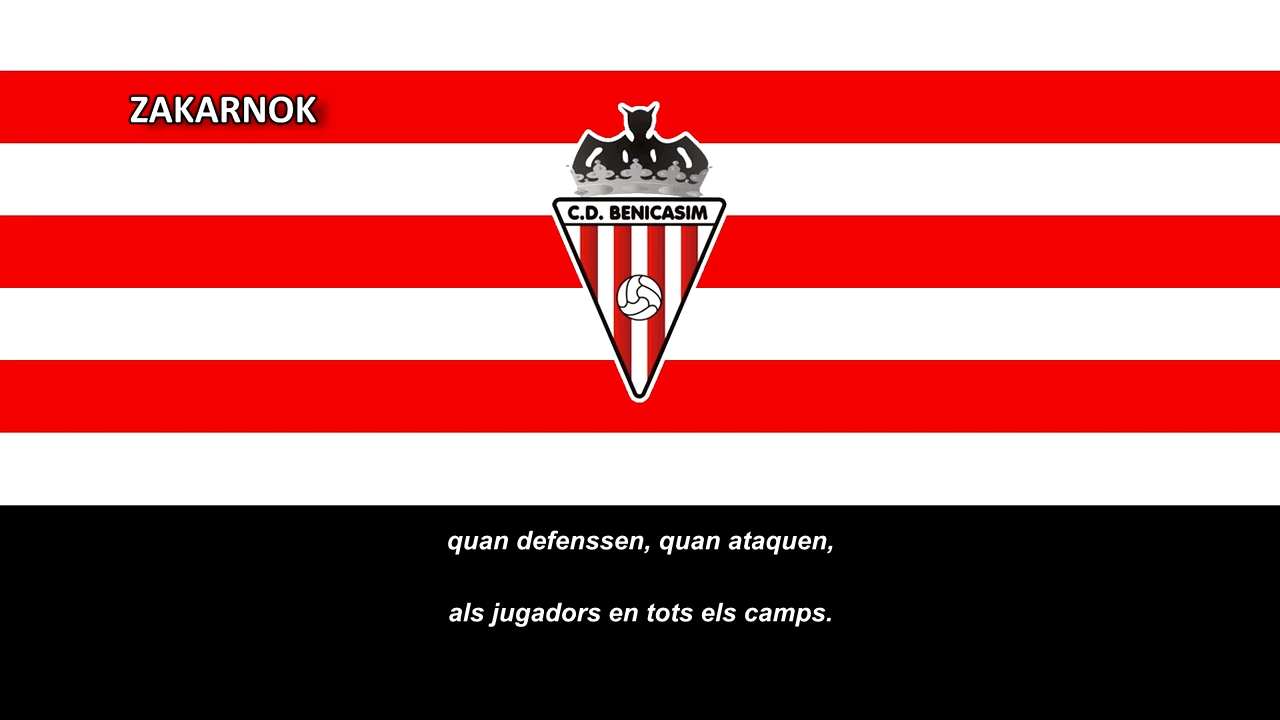 ZAKARNOK
C.D. BENICASIM
quan defenssen, quan ataquen,
als jugadors en tots els camps.